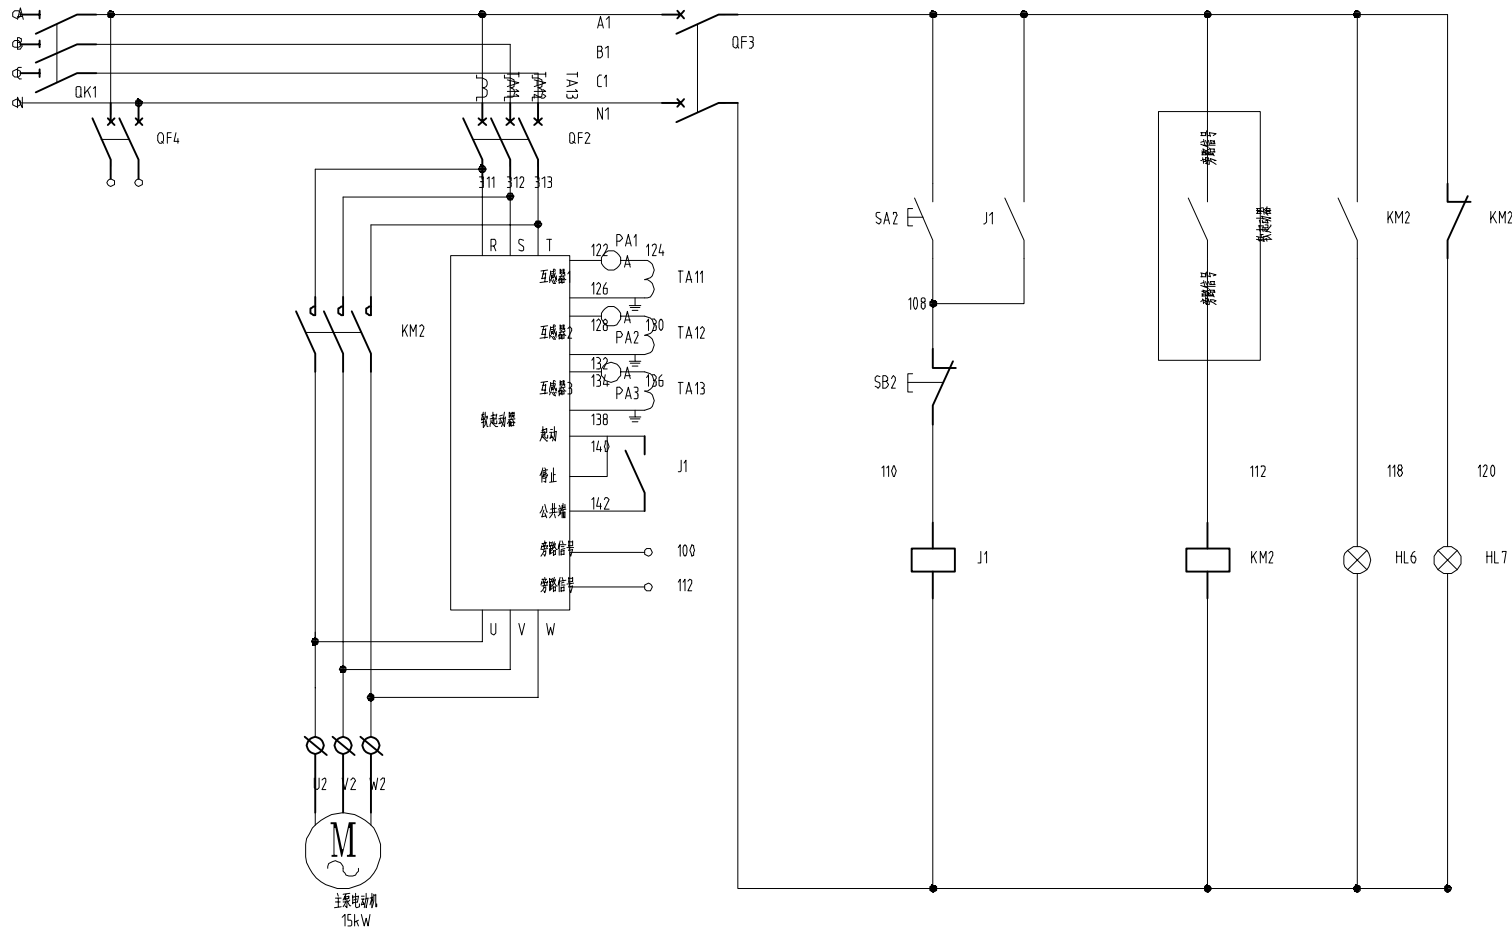 A
B
C
N
QK1
QF4
A1
B1
C1
N1
QF3
TA11
TA12
TA13
QF2
311
312
313
R
S
T
KM2
软起动器
互感器1
互感器2
互感器3
起动
停止
公共端
旁路信号
旁路信号
122
PA1
124
A
126
TA11
128
A
130
PA2
TA12
132
134
A
136
PA3
TA13
138
140
142
J1
100
112
U
V
W
U2
V2
W2
M
主泵电动机
15kW
SA2
J1
108
SB2
110
J1
旁路信号
旁路信号
软起动器
112
KM2
KM2
118
HL6
KM2
120
HL7